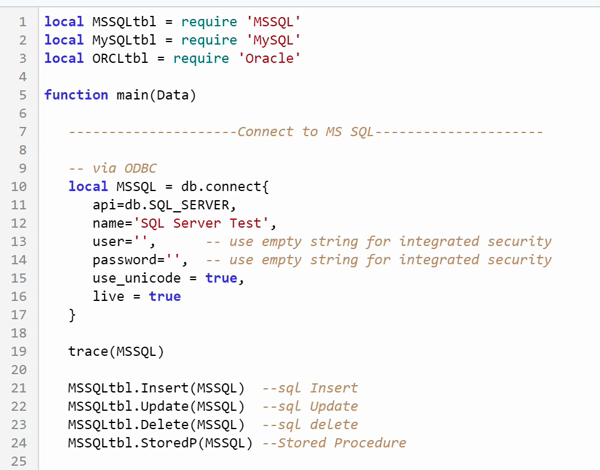 1 local MSSQLtbl = require 'MSSQL'
2 local MySQLtbl = require 'MySQL'
3 local ORCLtbl = require 'Oracle'
4
5 function main(Data)
6
7    ---------------------Connect to MS SQL---------------------
8
9    -- via ODBC
10    local MSSQL = db.connect{
11       api=db.SQL_SERVER,
12       name='SQL Server Test',
13       user='',      -- use empty string for integrated security
14       password='',  -- use empty string for integrated security
15       use_unicode = true,
16       live = true
17    }
18
19    trace(MSSQL)
20
21    MSSQLtbl.Insert(MSSQL)  --sql Insert
22    MSSQLtbl.Update(MSSQL)  --sql Update
23    MSSQLtbl.Delete(MSSQL)  --sql delete
24    MSSQLtbl.StoredP(MSSQL) --Stored Procedure
25